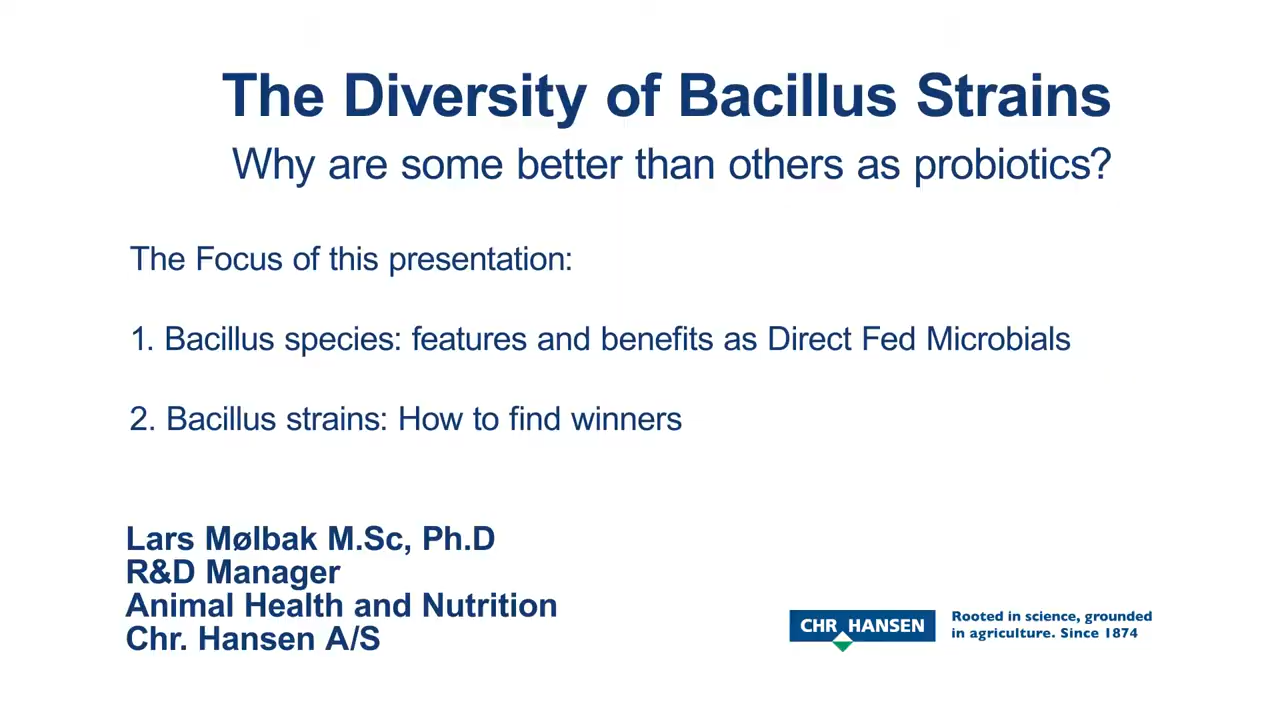 The Diversity of Bacillus Strains
Why are some better than others as probiotics?
The Focus of this presentation:
1. Bacillus species: features and benefits as Direct Fed Microbials
2. Bacillus strains: How to find winners
Lars Mølbak M.Sc, Ph.D
R&D Manager
Animal Health and Nutrition
Chr. Hansen A/S
CHR HANSEN
Rooted in science, grounded
in agriculture. Since 1874